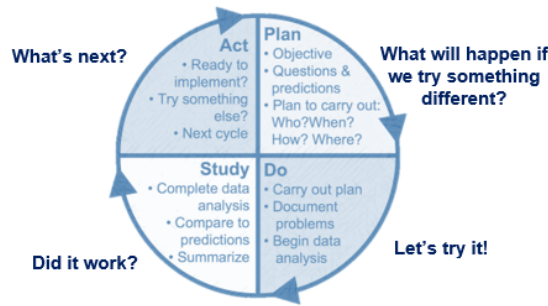 What's next?
Act
• Ready to
implement?
• Try something
else?
• Next cycle
Plan
• Objective
• Questions &
predictions
• Plan to carry out:
Who?When?
How? Where?
What will happen if
we try something
different?
Study
• Complete data
analysis
• Compare to
predictions
• Summarize
Do
• Carry out plan
• Document
problems
• Begin data
analysis
Did it work?
Let's try it!